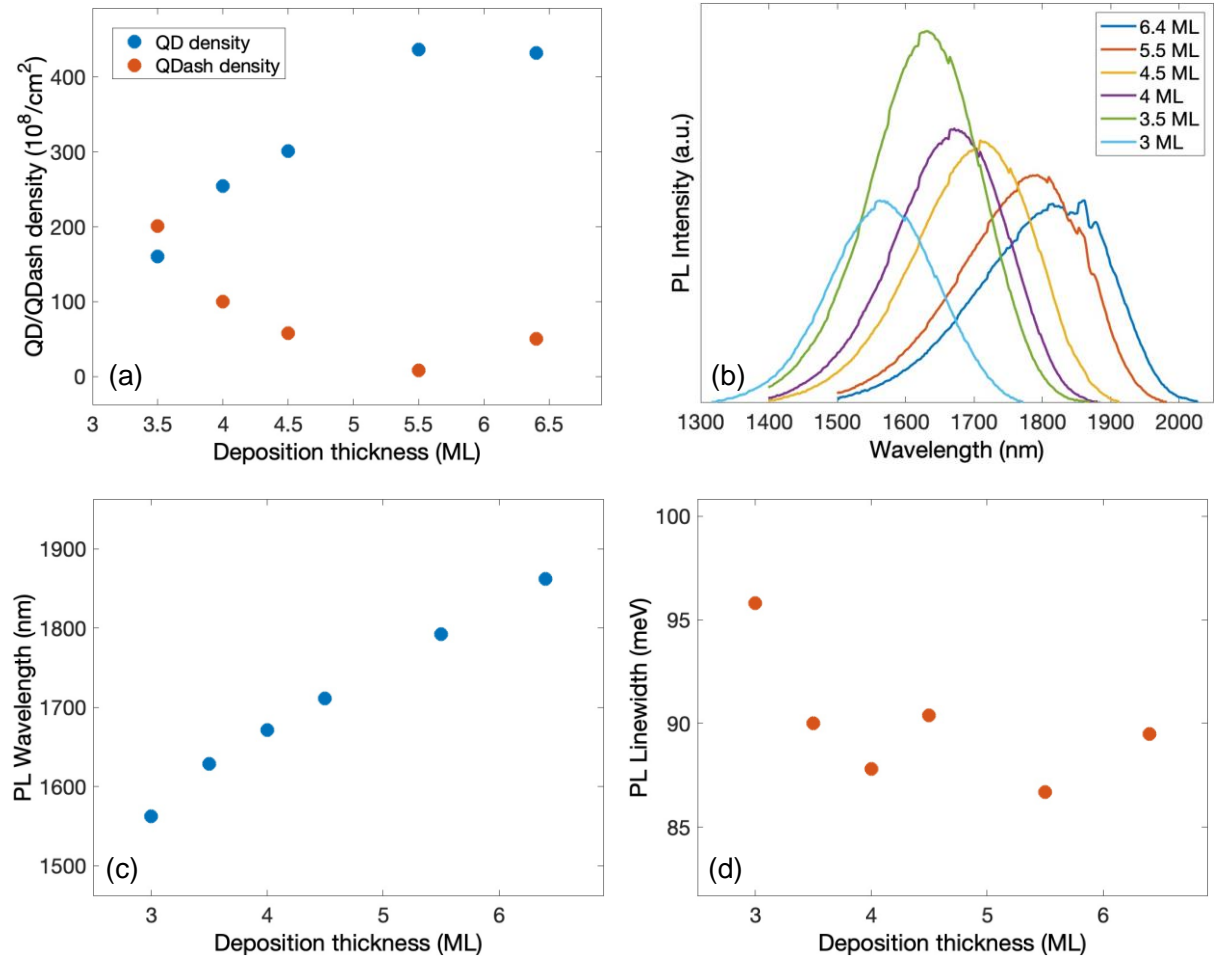 QD density
QDash density
400
300
200
100
0
QD/QDash density (10⁸/cm²)
(a)
3
3.5
4
4.5
5
5.5
6
6.5
Deposition thickness (ML)
6.4 ML
5.5 ML
4.5 ML
4 ML
3.5 ML
3 ML
PL Intensity (a.u.)
(b)
1300
1400
1500
1600
1700
1800
1900
2000
Wavelength (nm)
1900
1800
1700
1600
1500
PL Wavelength (nm)
(c)
3
4
5
6
Deposition thickness (ML)
100
95
90
85
PL Linewidth (meV)
(d)
3
4
5
6
Deposition thickness (ML)